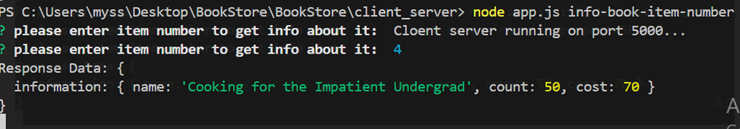 PS C:\Users\myss\Desktop\BookStore\BookStore\client_server> node app.js info-book-item-number
? please enter item number to get info about it:  Cloent server running on port 5000...
? please enter item number to get info about it:  4
Response Data: {
  information: { name: 'Cooking for the Impatient Undergrad', count: 50, cost: 70 }
}